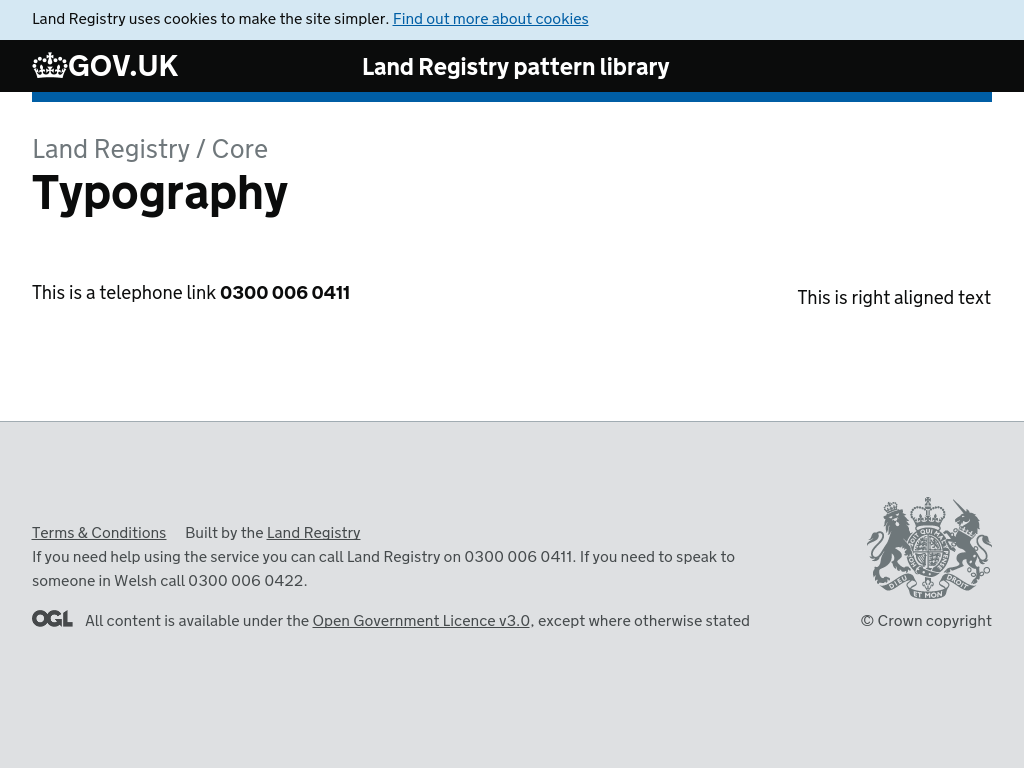 Land Registry uses cookies to make the site simpler. Find out more about cookies
GOV.UK Land Registry pattern library
Land Registry / Core
Typography
This is a telephone link 0300 006 0411
This is right aligned text
Terms & Conditions Built by the Land Registry
If you need help using the service you can call Land Registry on 0300 006 0411. If you need to speak to
someone in Welsh call 0300 006 0422.
DIEU ET MON DROIT
OGL All content is available under the Open Government Licence v3.0, except where otherwise stated
© Crown copyright